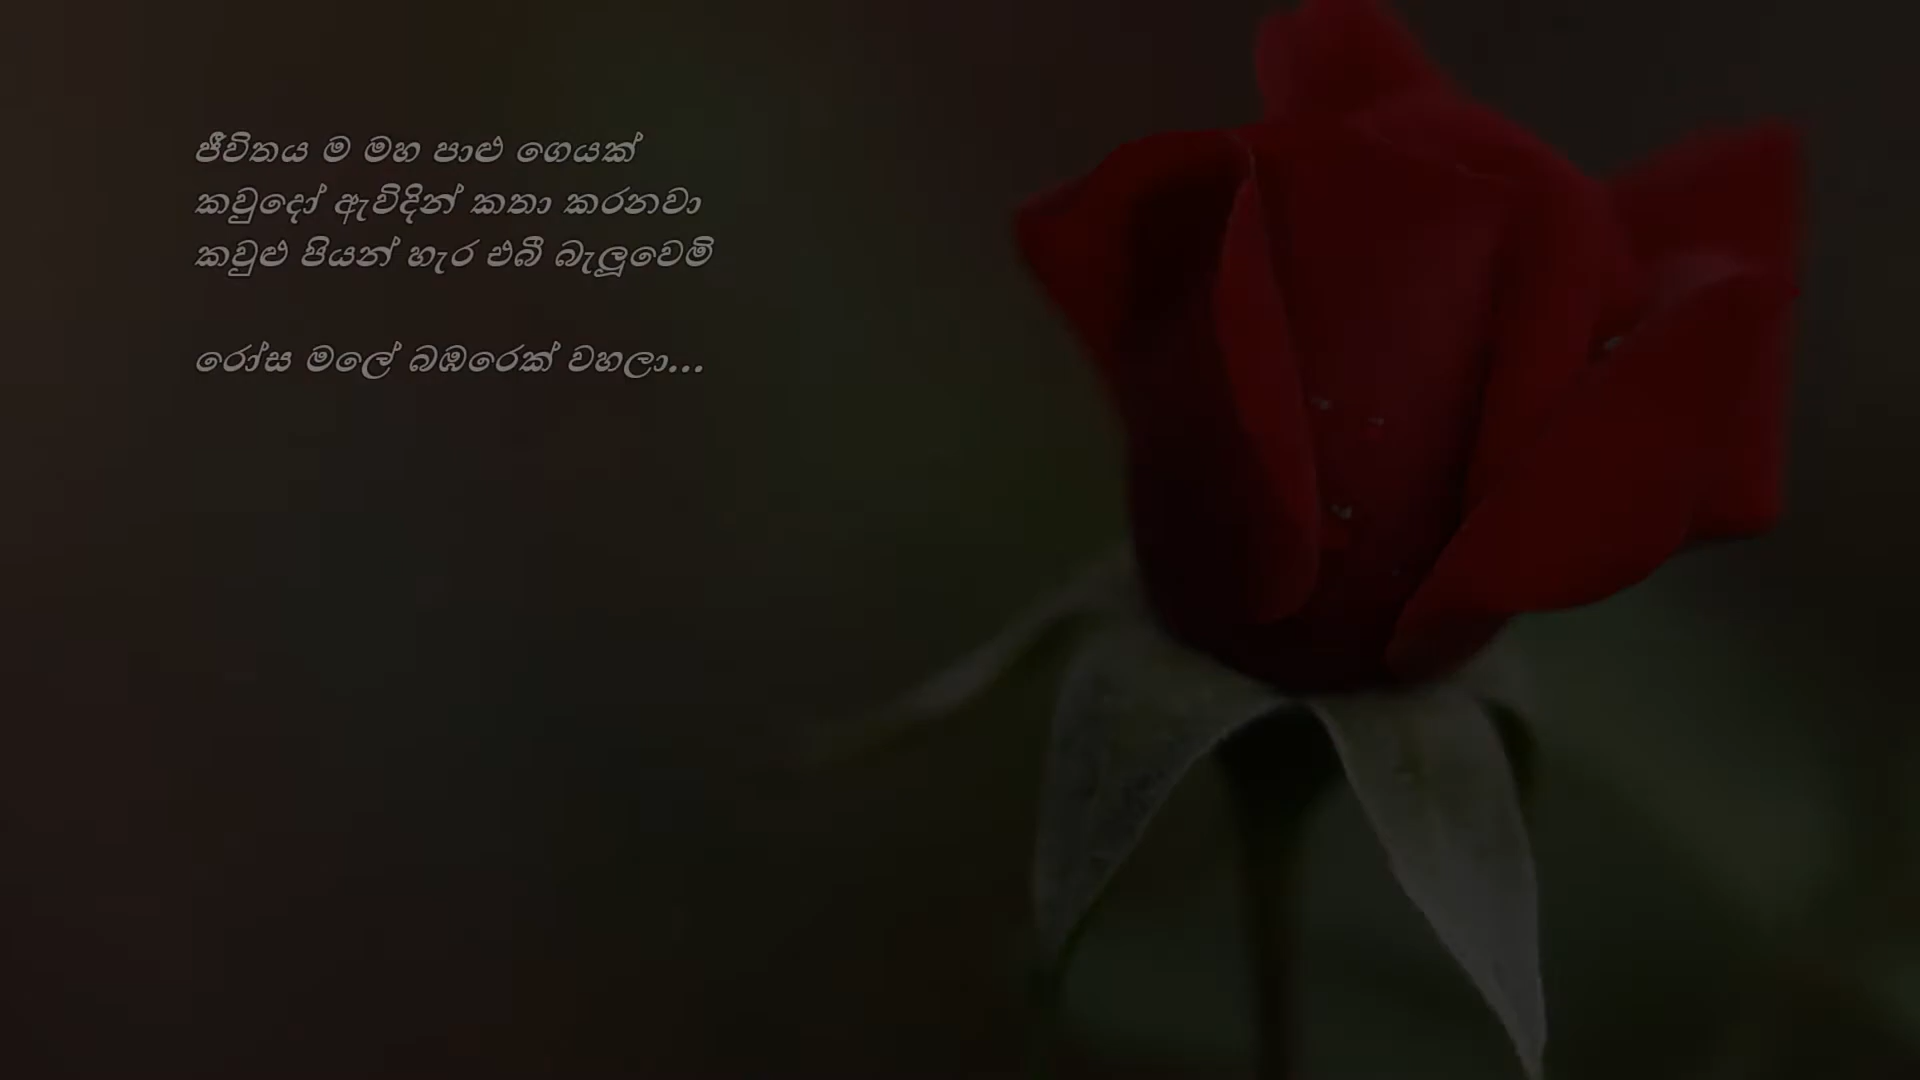 ජීවිතය ම මහ පාළු ගෙයක්
කවුදෝ ඇවිදින් කතා කරනවා
කවුළු පියන් හැර එබී බැලූවෙමි
රෝස මලේ බඹරෙක් වහලා...